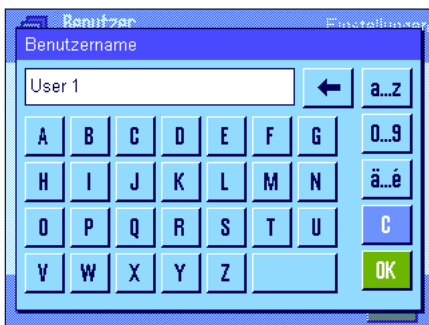 Benutzer Einstellungen
Benutzername
User 1 a...z
A B C D E F G 0...9
H I J K L M N ä...é
O P Q R S T U C
V W X Y Z OK